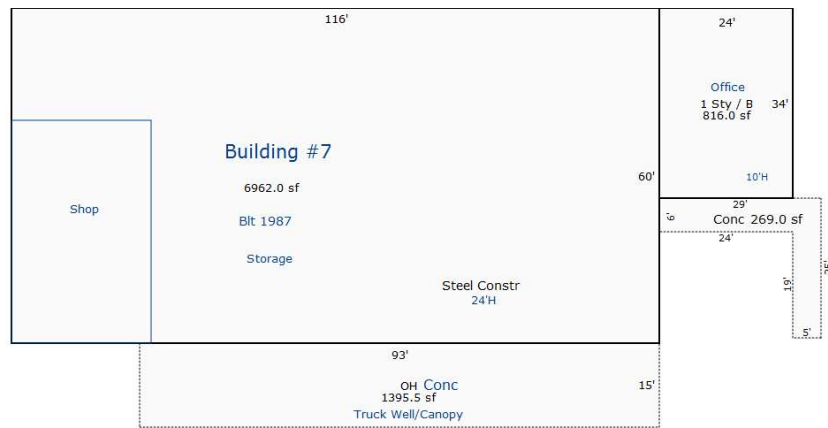 116'
24'
Office
1 Sty / B 34'
816.0 sf
Building #7
60'
10'H
6962.0 sf
29'
Shop
6'
Conc 269.0 sf
Blt 1987
24'
Storage
25'
19'
Steel Constr
24'H
5'
93'
OH Conc
15'
1395.5 sf
Truck Well/Canopy